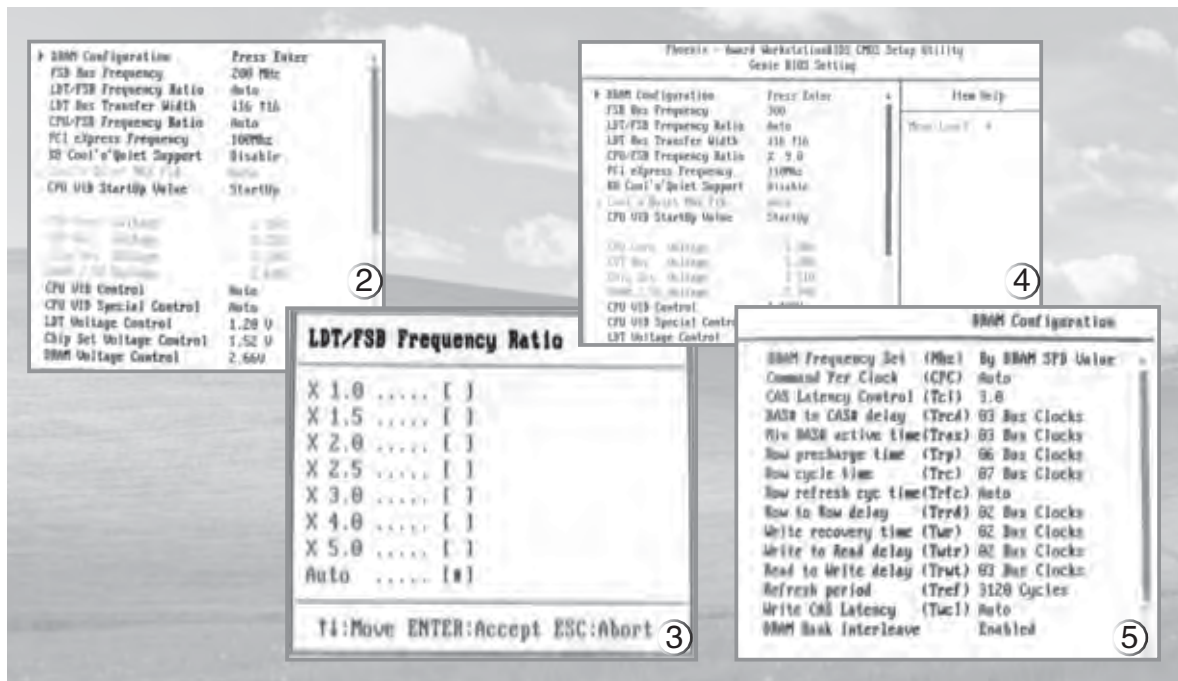 DRAM Configuration Press Enter
FSB Bus Frequency 200 Mhz
LDT/FSB Frequency Ratio Auto
LDT Bus Transfer Width ↓16 ↑16
CPU/FSB Frequency Ratio Auto
PCI eXpress Frequency 100Mhz
K8 Cool'n'Quiet Support Disable
CPU VID StartUp Value StartUp
CPU VID Control Auto
CPU VID Special Control Auto
LDT Voltage Control 1.20 V
Chip Set Voltage Control 1.52 V
DRAM Voltage Control 2.66V
2
LDT/FSB Frequency Ratio
X 1.0 ..... [ ]
X 1.5 ..... [ ]
X 2.0 ..... [ ]
X 2.5 ..... [ ]
X 3.0 ..... [ ]
X 4.0 ..... [ ]
X 5.0 ..... [ ]
Auto ..... [■]
↑↓:Move ENTER:Accept ESC:Abort
3
Phoenix - Award WorkstationBIOS CMOS Setup Utility
Genie BIOS Setting
DRAM Configuration Press Enter
FSB Bus Frequency 300
LDT/FSB Frequency Ratio Auto
LDT Bus Transfer Width ↓16 ↑16
CPU/FSB Frequency Ratio X 9.0
PCI eXpress Frequency 110Mhz
K8 Cool'n'Quiet Support Disable
CPU VID StartUp Value StartUp
CPU VID Control
CPU VID Special Contr
LDT Voltage Control
Item Help
Menu Level
4
DRAM Configuration
DRAM Frequency Set (Mhz) By DRAM SPD Value
Command Per Clock (CPC) Auto
CAS Latency Control (Tcl) 3.0
RAS# to CAS# delay (Trcd) 03 Bus Clocks
Min RAS# active time(Tras) 03 Bus Clocks
Row precharge time (Trp) 06 Bus Clocks
Row cycle time (Trc) 07 Bus Clocks
Row refresh cyc time(Trfc) Auto
Row to Row delay (Trrd) 02 Bus Clocks
Write recovery time (Twr) 02 Bus Clocks
Write to Read delay (Twtr) 02 Bus Clocks
Read to Write delay (Trwt) 03 Bus Clocks
Refresh period (Tref) 3120 Cycles
Write CAS Latency (Twcl) Auto
DRAM Bank Interleave Enabled
5